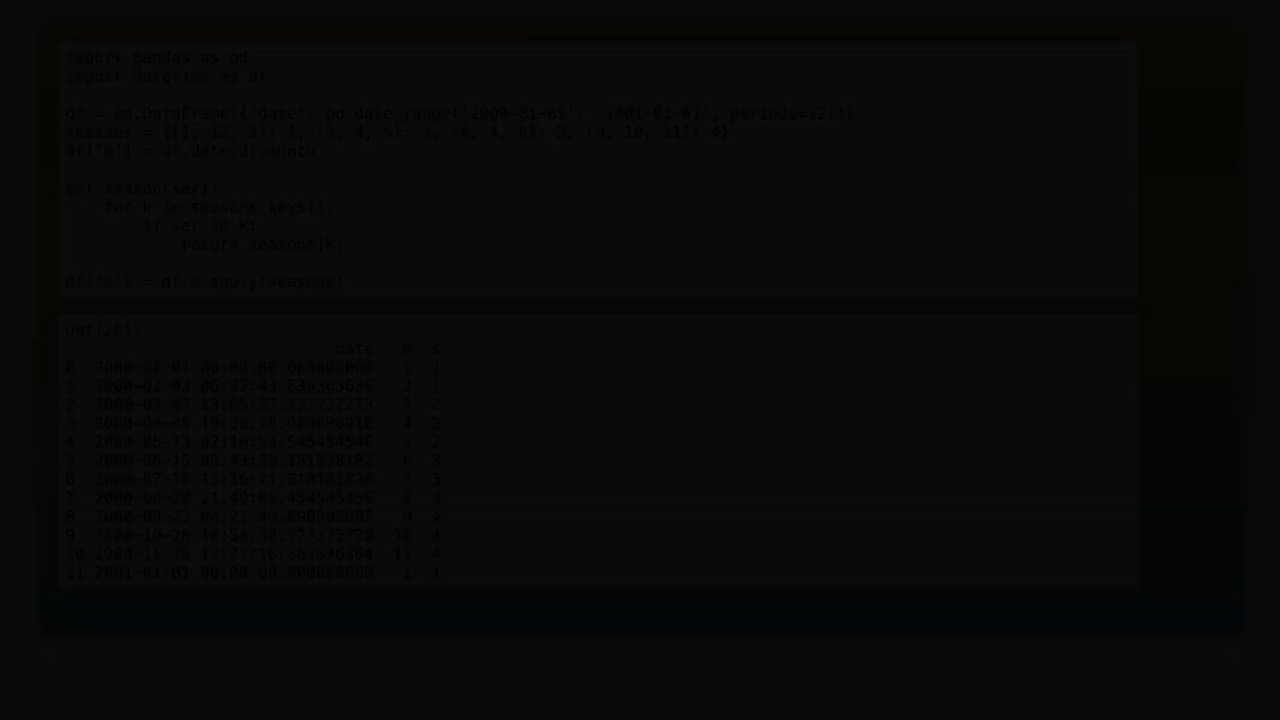 import pandas as pd
import datetime as dt
df = pd.DataFrame({'date': pd.date_range('2000-01-01', '2001-01-01', periods=12)})
seasons = {(1, 12, 2): 1, (3, 4, 5): 2, (6, 7, 8): 3, (9, 10, 11): 4}
df['m'] = df.date.dt.month
def season(ser):
for k in seasons.keys():
if ser in k:
return seasons[k]
df['s'] = df.m.apply(seasons)
date m s
0 2000-01-01 00:00:00.000000000 1 1
1 2000-02-03 06:32:43.636363636 2 1
2 2000-03-07 13:05:27.272727273 3 2
3 2000-04-09 19:38:10.909090910 4 2
4 2000-05-13 02:10:54.545454546 5 2
5 2000-06-15 08:43:38.181818182 6 3
6 2000-07-18 15:16:21.818181820 7 3
7 2000-08-20 21:49:05.454545456 8 3
8 2000-09-23 04:21:49.090909092 9 4
9 2000-10-26 10:54:32.727272728 10 4
10 2000-11-28 17:27:16.363636364 11 4
11 2001-01-01 00:00:00.000000000 1 1